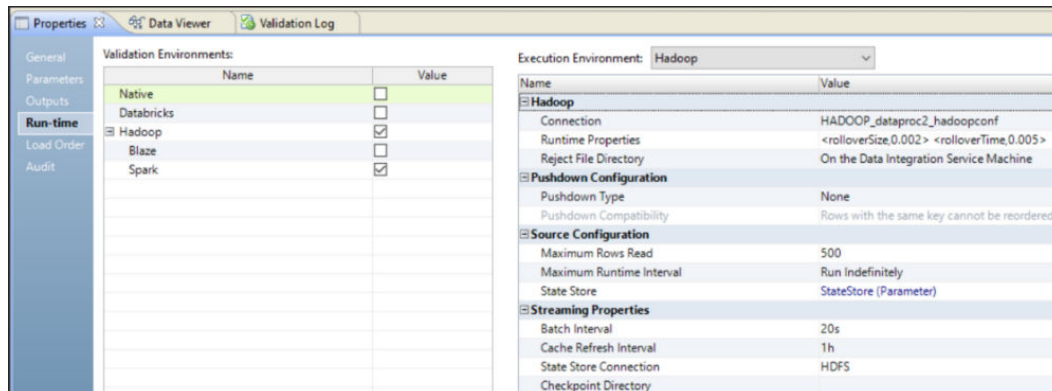 Properties
Data Viewer
Validation Log
General
Parameters
Outputs
Run-time
Load Order
Audit
Validation Environments:
Name Value
Native
Databricks
Hadoop
Blaze
Spark
Execution Environment: Hadoop
Name Value
Hadoop
Connection HADOOP_dataproc2_hadoopconf
Runtime Properties <rolloverSize,0.002> <rolloverTime,0.005>
Reject File Directory On the Data Integration Service Machine
Pushdown Configuration
Pushdown Type None
Pushdown Compatibility Rows with the same key cannot be reordered
Source Configuration
Maximum Rows Read 500
Maximum Runtime Interval Run Indefinitely
State Store StateStore (Parameter)
Streaming Properties
Batch Interval 20s
Cache Refresh Interval 1h
State Store Connection HDFS
Checkpoint Directory